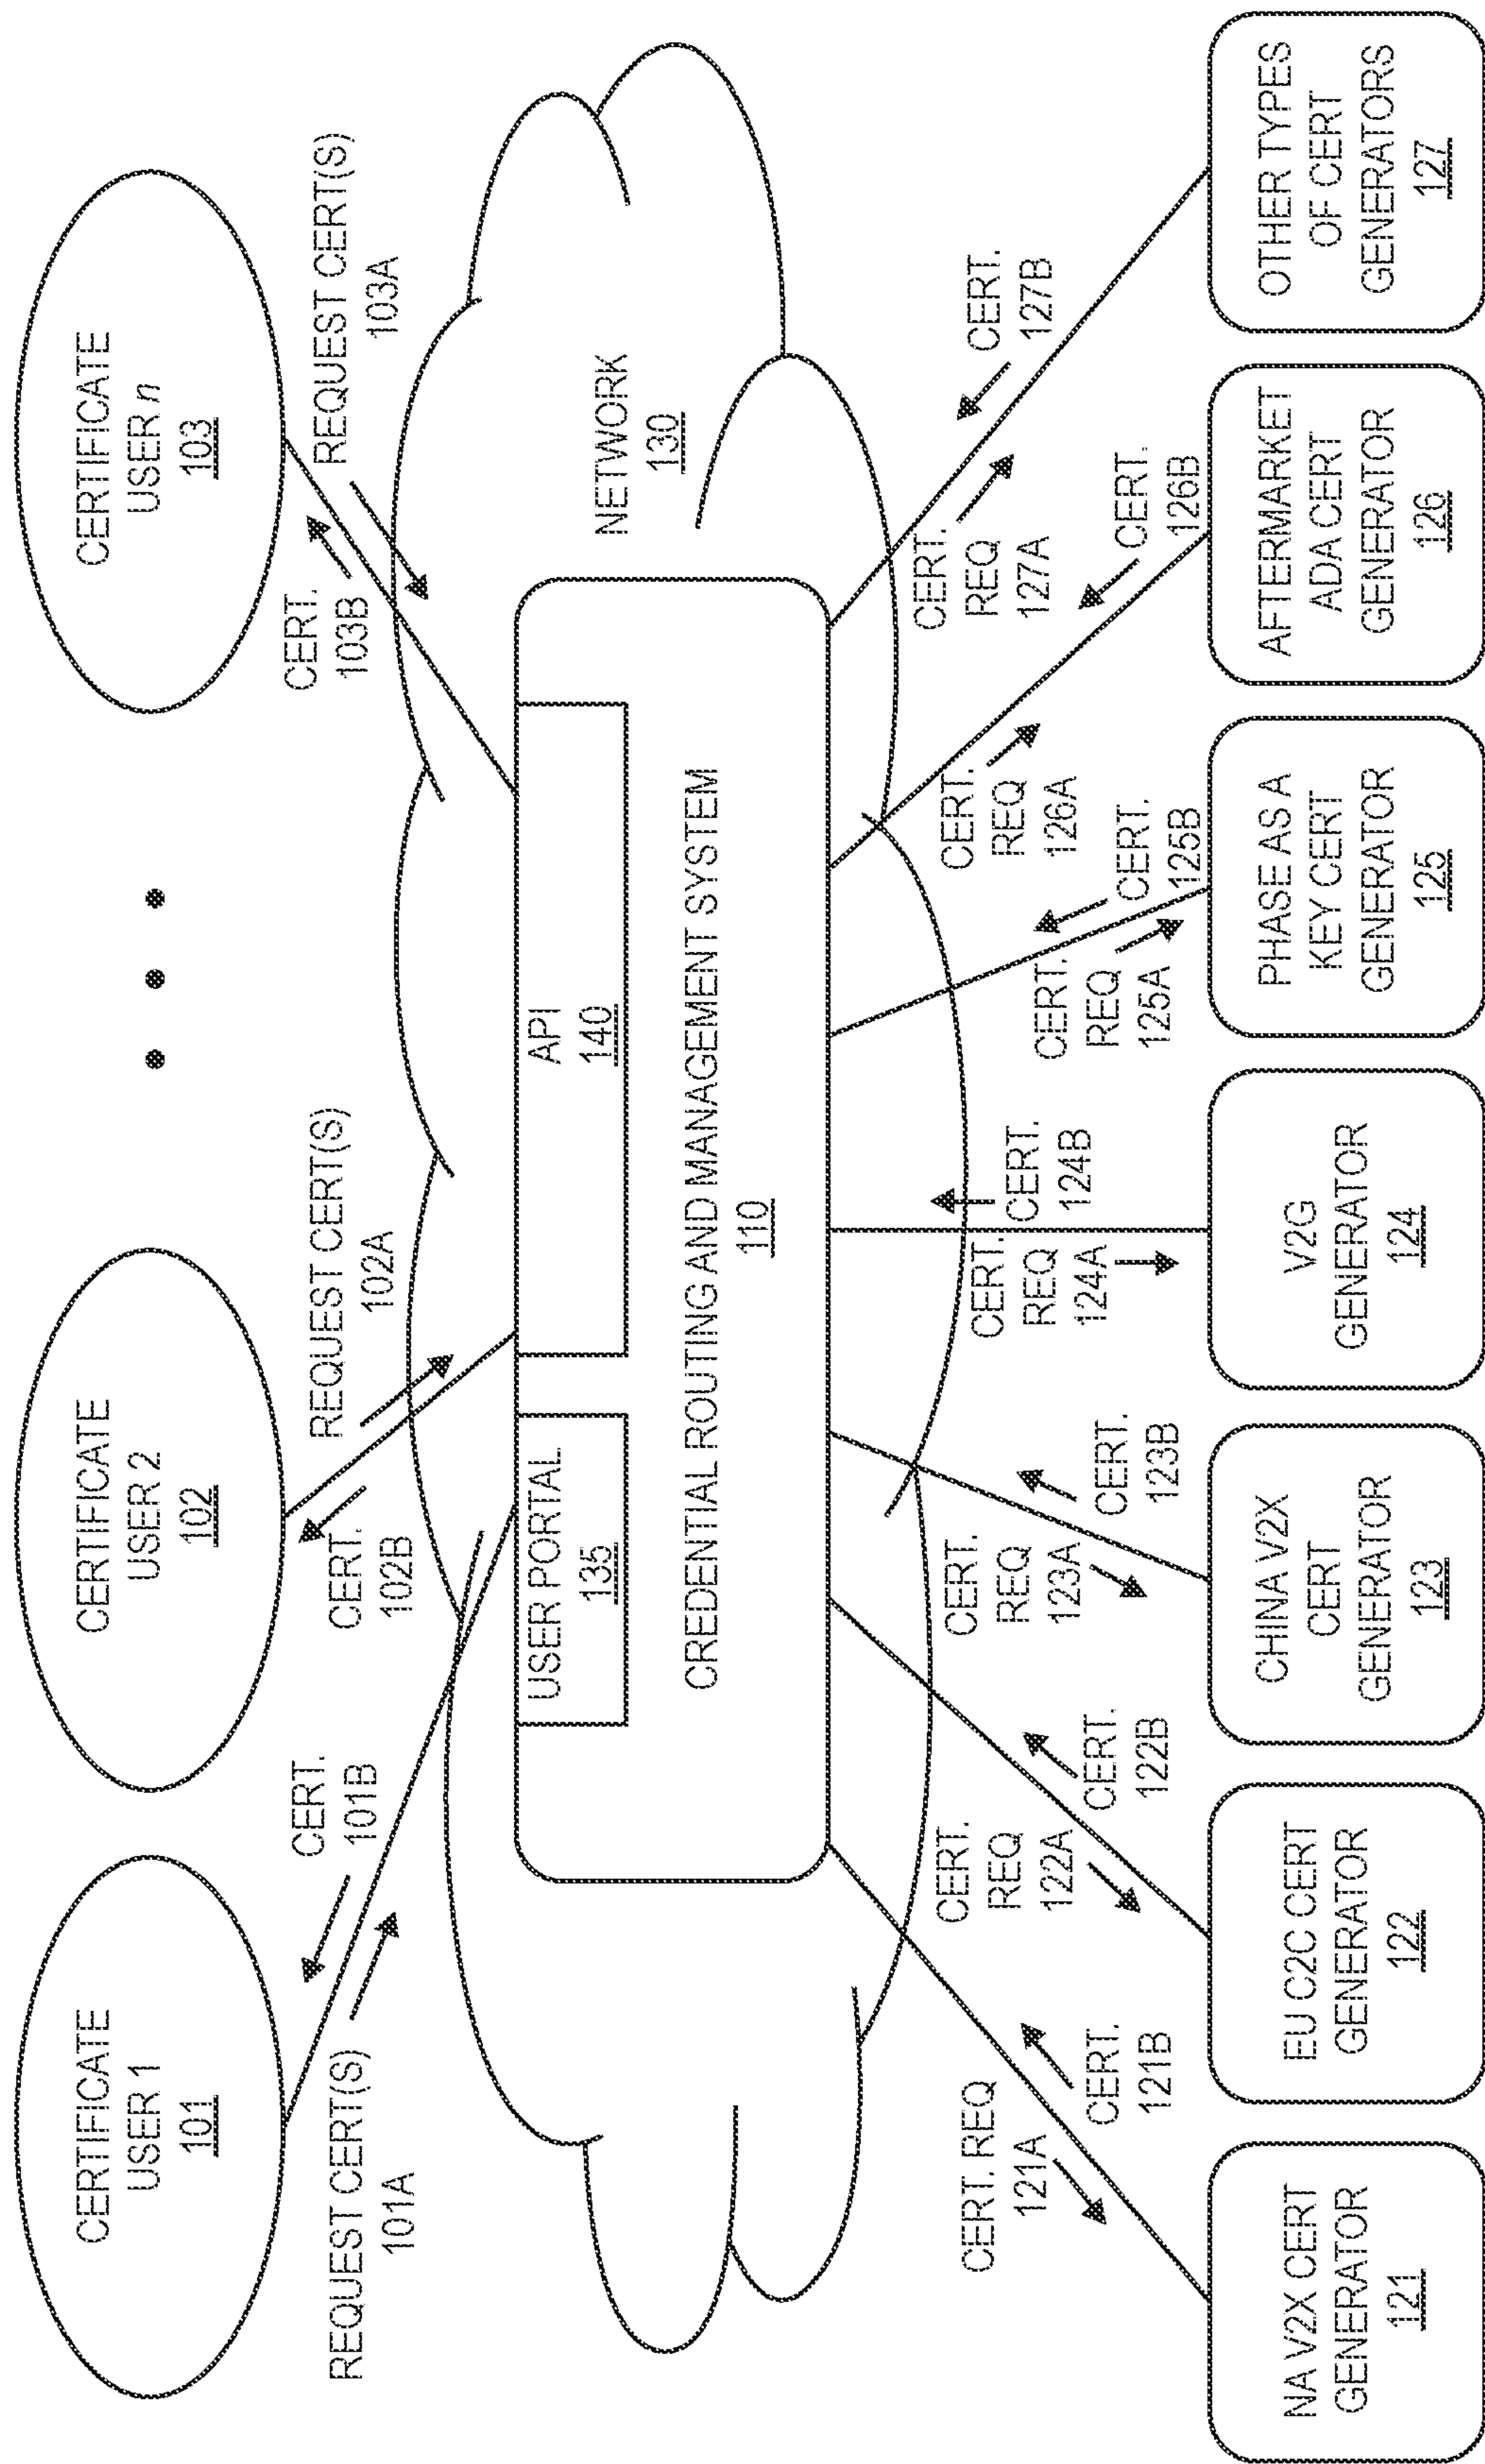 CERTIFICATE
USER 1
101
CERTIFICATE
USER 2
102
CERTIFICATE
USER n
103
REQUEST CERT(S)
101A
CERT.
101B
CERT.
102B
REQUEST CERT(S)
102A
CERT.
103B
REQUEST CERT(S)
103A
USER PORTAL
135
API
140
NETWORK
130
CREDENTIAL ROUTING AND MANAGEMENT SYSTEM
110
CERT. REQ
121A
CERT.
121B
CERT.
REQ
122A
CERT.
122B
CERT.
REQ
123A
CERT.
123B
CERT.
REQ
124A
CERT.
124B
CERT.
REQ
125A
CERT.
125B
CERT.
REQ
126A
CERT.
126B
CERT.
REQ
127A
CERT.
127B
NA V2X CERT
GENERATOR
121
EU C2C CERT
GENERATOR
122
CHINA V2X
CERT
GENERATOR
123
V2G
GENERATOR
124
PHASE AS A
KEY CERT
GENERATOR
125
AFTERMARKET
ADA CERT
GENERATOR
126
OTHER TYPES
OF CERT
GENERATORS
127